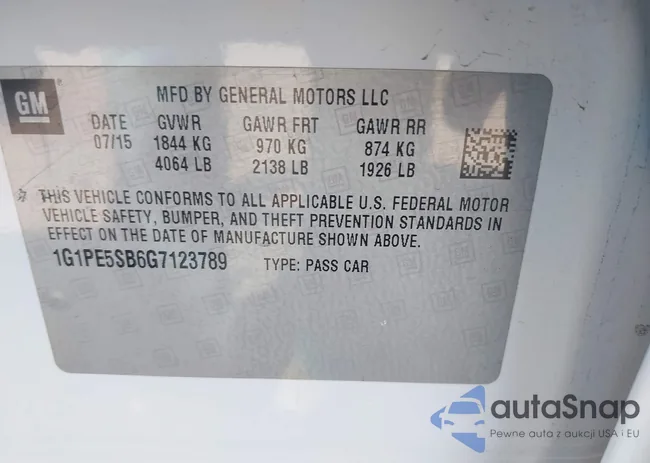 GM
MFD BY GENERAL MOTORS LLC
DATE GVWR GAWR FRT GAWR RR
07/15 1844 KG 970 KG 874 KG
4064 LB 2138 LB 1926 LB
THIS VEHICLE CONFORMS TO ALL APPLICABLE U.S. FEDERAL MOTOR
VEHICLE SAFETY, BUMPER, AND THEFT PREVENTION STANDARDS IN
EFFECT ON THE DATE OF MANUFACTURE SHOWN ABOVE.
1G1PE5SB6G7123789 TYPE: PASS CAR
autaSnap
Pewne auta z aukcji USA i EU